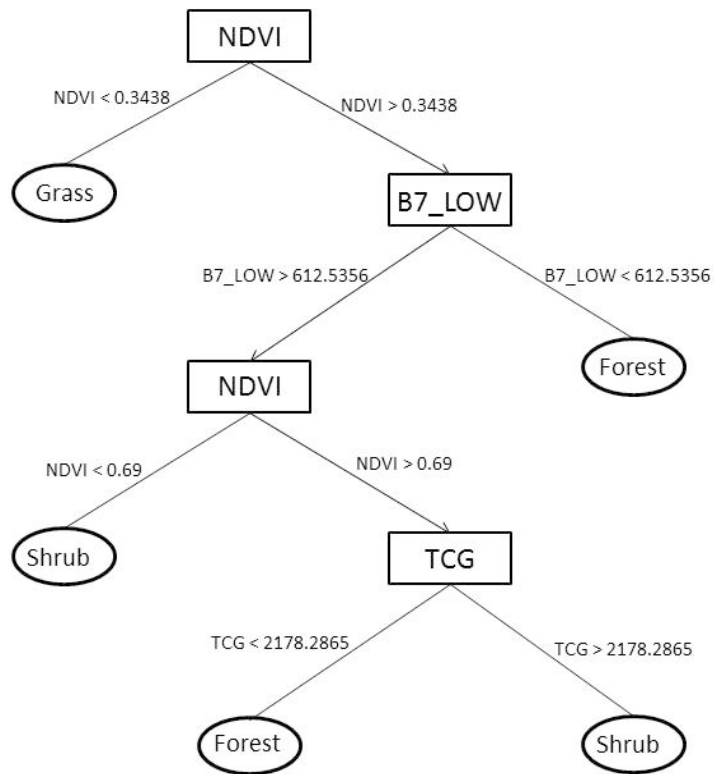 NDVI
NDVI < 0.3438
NDVI > 0.3438
Grass
B7_LOW
B7_LOW > 612.5356
B7_LOW < 612.5356
NDVI
Forest
NDVI < 0.69
NDVI > 0.69
Shrub
TCG
TCG < 2178.2865
TCG > 2178.2865
Forest
Shrub